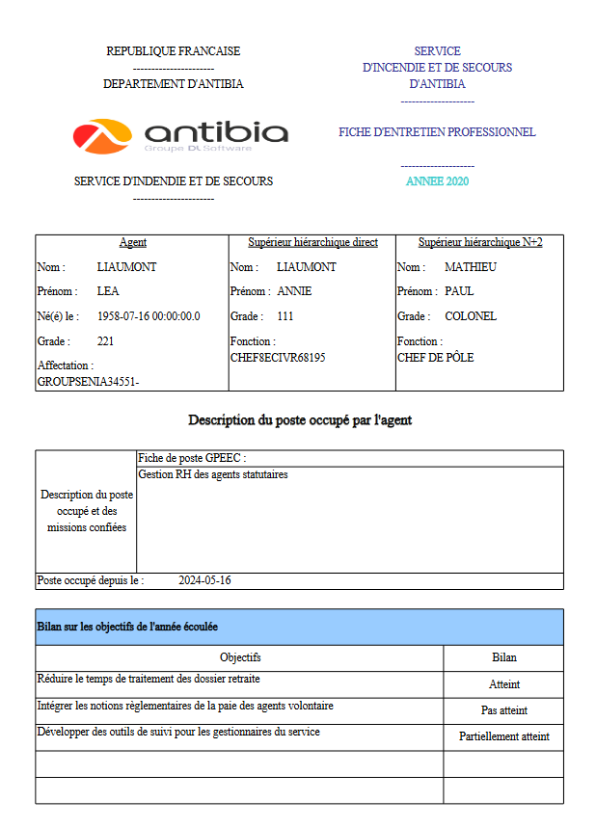 REPUBLIQUE FRANCAISE
----------------------
DEPARTEMENT D'ANTIBIA
antibia
Groupe DLSoftware
SERVICE D'INDENDIE ET DE SECOURS
----------------------
SERVICE
D'INCENDIE ET DE SECOURS
D'ANTIBIA
--------------------
FICHE D'ENTRETIEN PROFESSIONNEL
--------------------
ANNEE 2020
Agent
Nom : LIAUMONT
Prénom : LEA
Né(é) le : 1958-07-16 00:00:00.0
Grade : 221
Affectation :
GROUPSENIA34551-
Supérieur hiérarchique direct
Nom : LIAUMONT
Prénom : ANNIE
Grade : 111
Fonction :
CHEF8ECIVR68195
Supérieur hiérarchique N+2
Nom : MATHIEU
Prénom : PAUL
Grade : COLONEL
Fonction :
CHEF DE PÔLE
Description du poste occupé par l'agent
Fiche de poste GPEEC :
Description du poste
occupé et des
missions confiées
Gestion RH des agents statutaires
Poste occupé depuis le : 2024-05-16
Bilan sur les objectifs de l'année écoulée
Objectifs Bilan
Réduire le temps de traitement des dossier retraite Atteint
Intégrer les notions règlementaires de la paie des agents volontaire Pas atteint
Développer des outils de suivi pour les gestionnaires du service Partiellement atteint